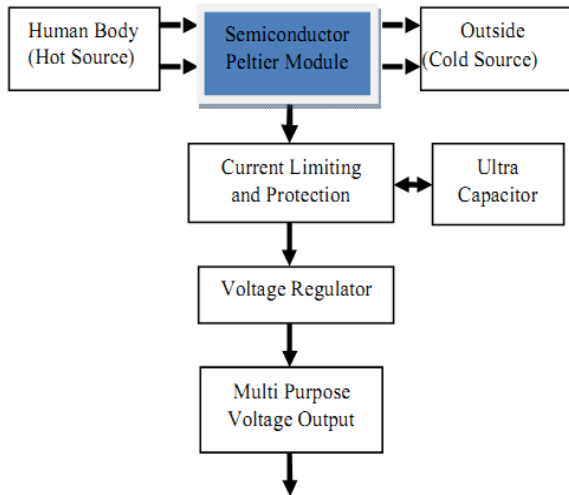 Human Body
(Hot Source)
Semiconductor
Peltier Module
Outside
(Cold Source)
Current Limiting
and Protection
Ultra
Capacitor
Voltage Regulator
Multi Purpose
Voltage Output